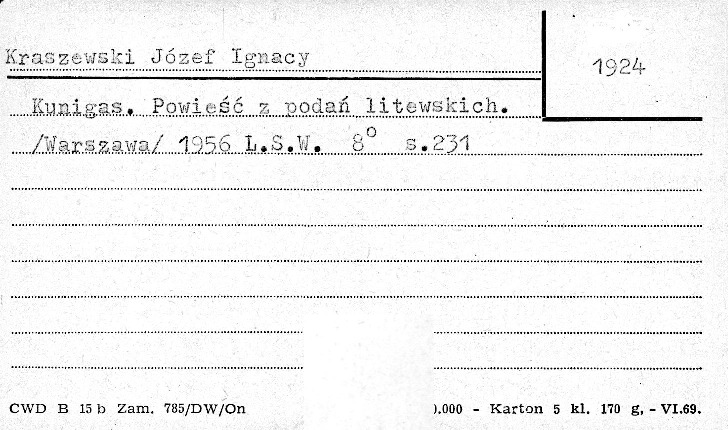 Kraszewski Józef Ignacy
1924
Kunigas. Powieść z podań litewskich.
/Warszawa/ 1956 L.S.W. 8° s.231
CWD B 15 b Zam. 785/DW/On
).000 - Karton 5 kl. 170 g, - VI.69.